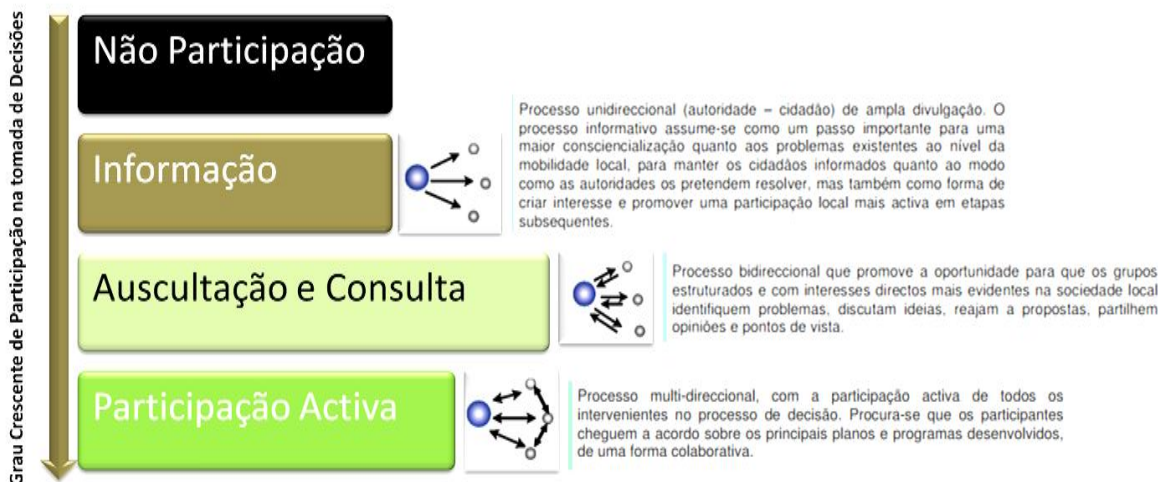 Grau Crescente de Participação na tomada de Decisões
Não Participação
Informação
Processo unidireccional (autoridade – cidadão) de ampla divulgação. O
processo informativo assume-se como um passo importante para uma
maior consciencialização quanto aos problemas existentes ao nível da
mobilidade local, para manter os cidadãos informados quanto ao modo
como as autoridades os pretendem resolver, mas também como forma de
criar interesse e promover uma participação local mais activa em etapas
subsequentes.
Auscultação e Consulta
Processo bidireccional que promove a oportunidade para que os grupos
estruturados e com interesses directos mais evidentes na sociedade local
identifiquem problemas, discutam ideias, reajam a propostas, partilhem
opiniões e pontos de vista.
Participação Activa
Processo multi-direccional, com a participação activa de todos os
intervenientes no processo de decisão. Procura-se que os participantes
cheguem a acordo sobre os principais planos e programas desenvolvidos,
de uma forma colaborativa.